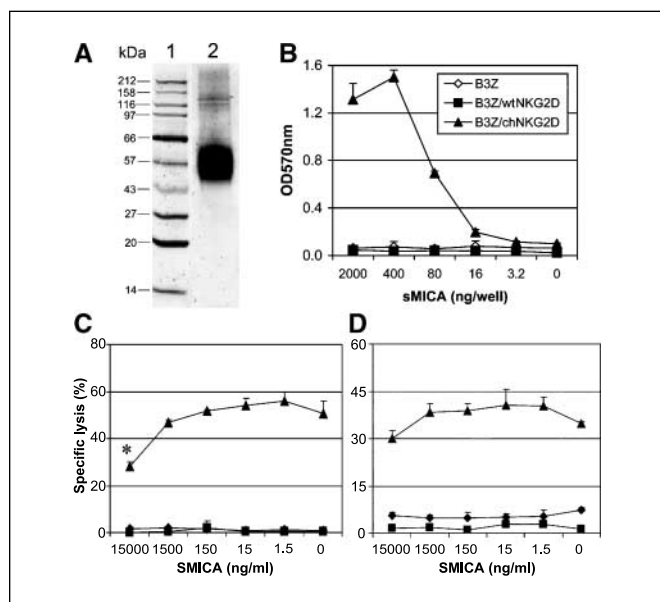 A
kDa 1 2
212
158
116
97
66
57
43
27
20
14
B
1.6
1.2
0.8
0.4
0.0
OD570nm
B3Z
B3Z/wtNKG2D
B3Z/chNKG2D
2000 400 80 16 3.2 0
sMICA (ng/well)
C
80
60
40
20
0
Specific lysis (%)
*
15000 1500 150 15 1.5 0
SMICA (ng/ml)
D
60
45
30
15
0
15000 1500 150 15 1.5 0
SMICA (ng/ml)